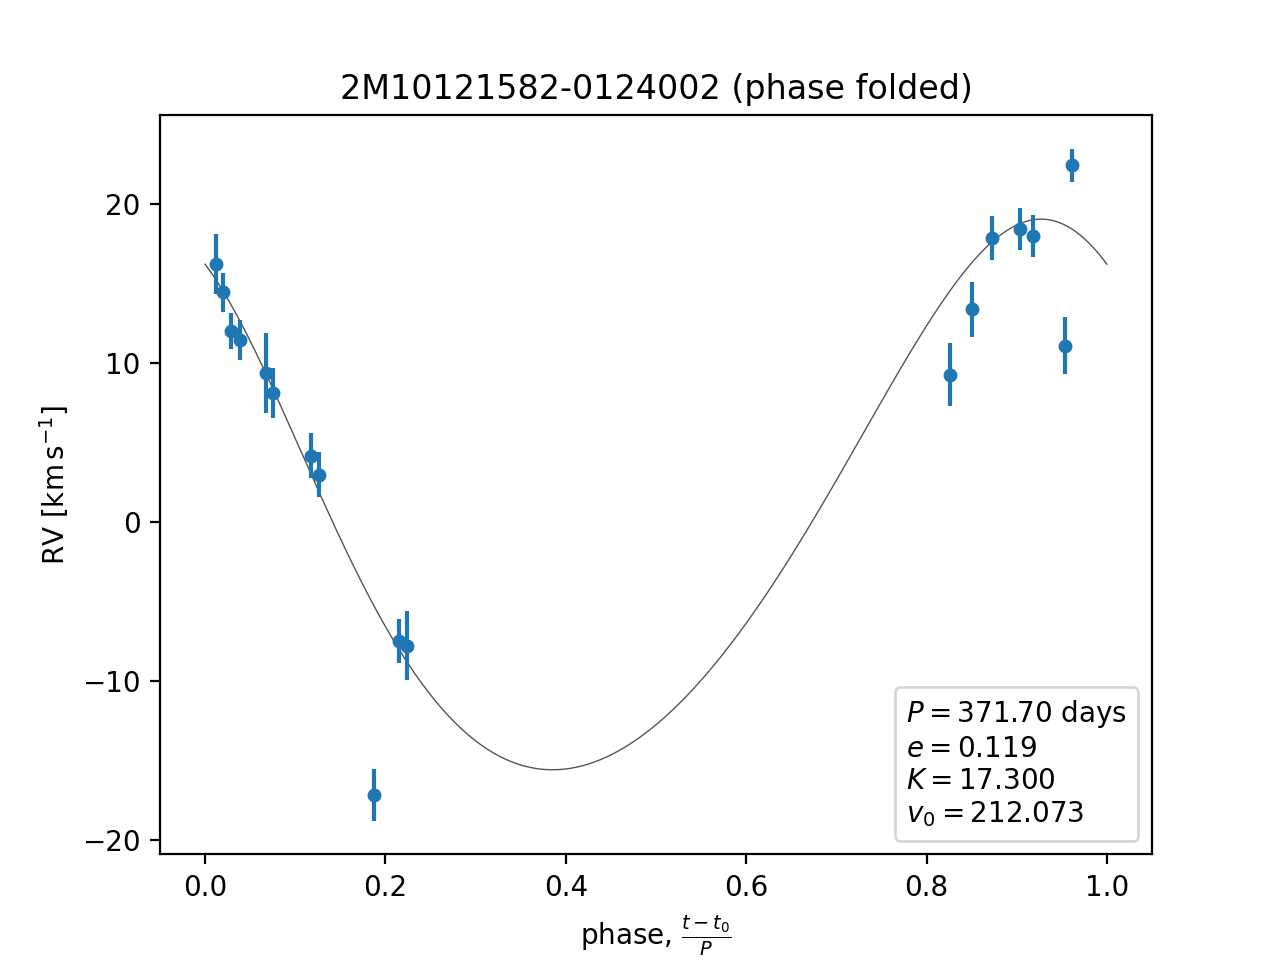 2M10121582-0124002 (phase folded)
RV [km s⁻¹]
20
10
0
−10
−20
0.0 0.2 0.4 0.6 0.8 1.0
phase, (t − t₀)/P
P = 371.70 days
e = 0.119
K = 17.300
v₀ = 212.073